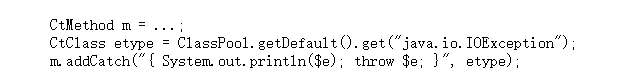 CtMethod m = ...;
CtClass etype = ClassPool.getDefault().get("java.io.IOException");
m.addCatch("{ System.out.println($e); throw $e; }", etype);